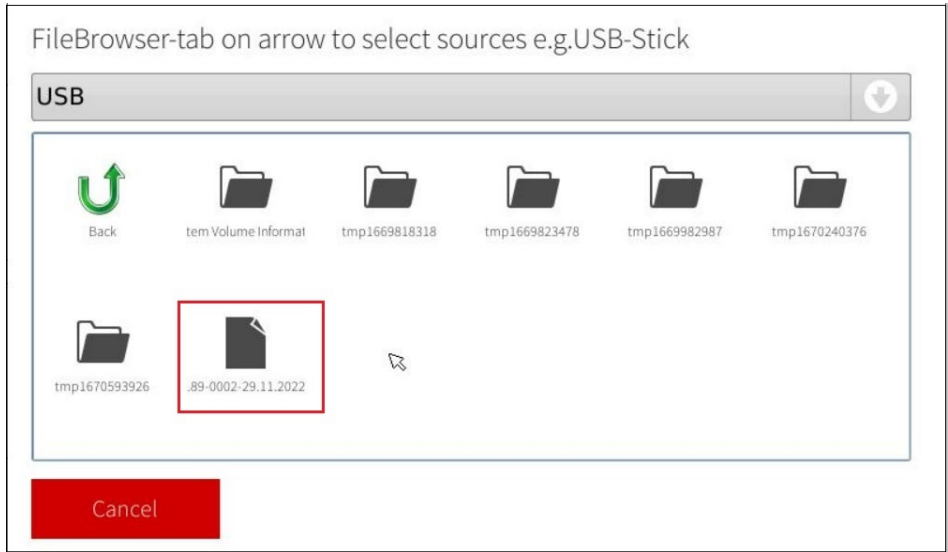 FileBrowser-tab on arrow to select sources e.g.USB-Stick
USB
Back
tem Volume Informat
tmp1669818318
tmp1669823478
tmp1669982987
tmp1670240376
tmp1670593926
.89-0002-29.11.2022
Cancel